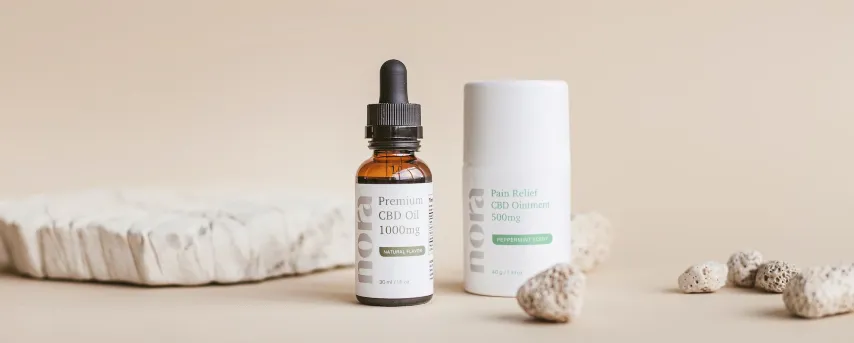 nora
Premium
CBD Oil
1000mg
NATURAL FLAVOR
nora
Pain Relief
CBD Ointment
500mg
PEPPERMINT SCENT